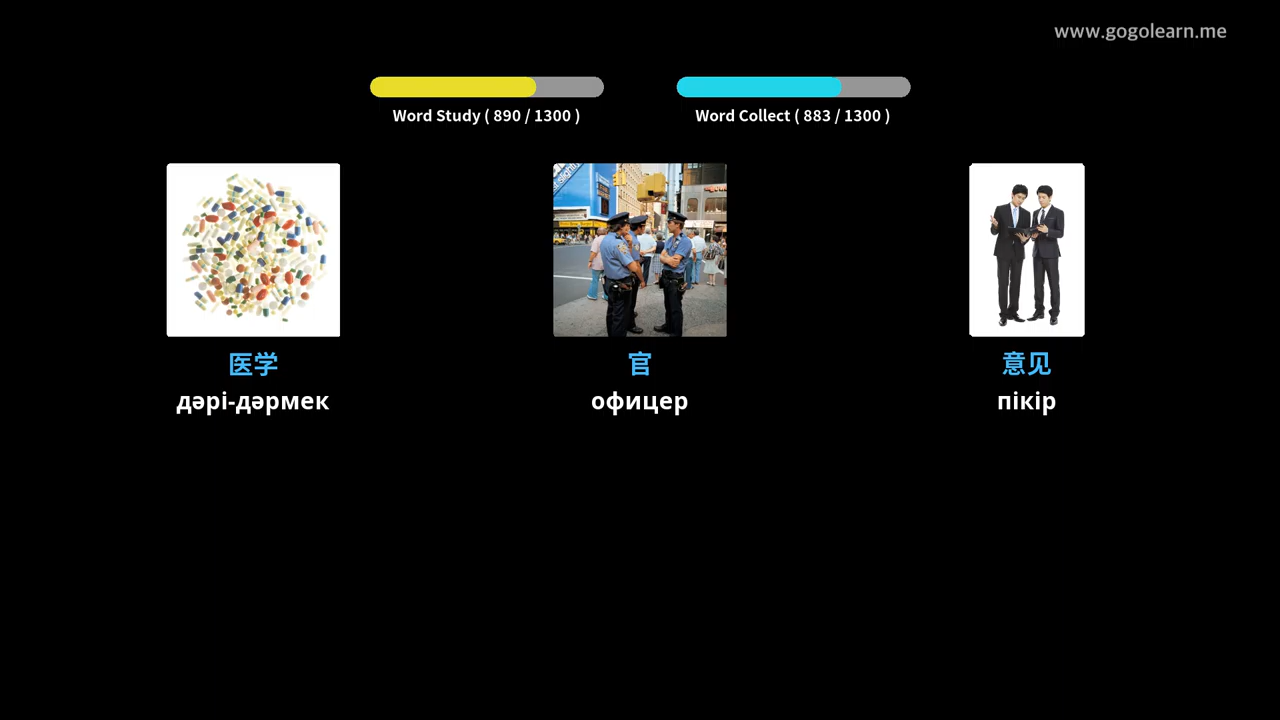 www.gogolearn.me
Word Study ( 890 / 1300 )
Word Collect ( 883 / 1300 )
医学
官
意见
дәрі-дәрмек
офицер
пікір